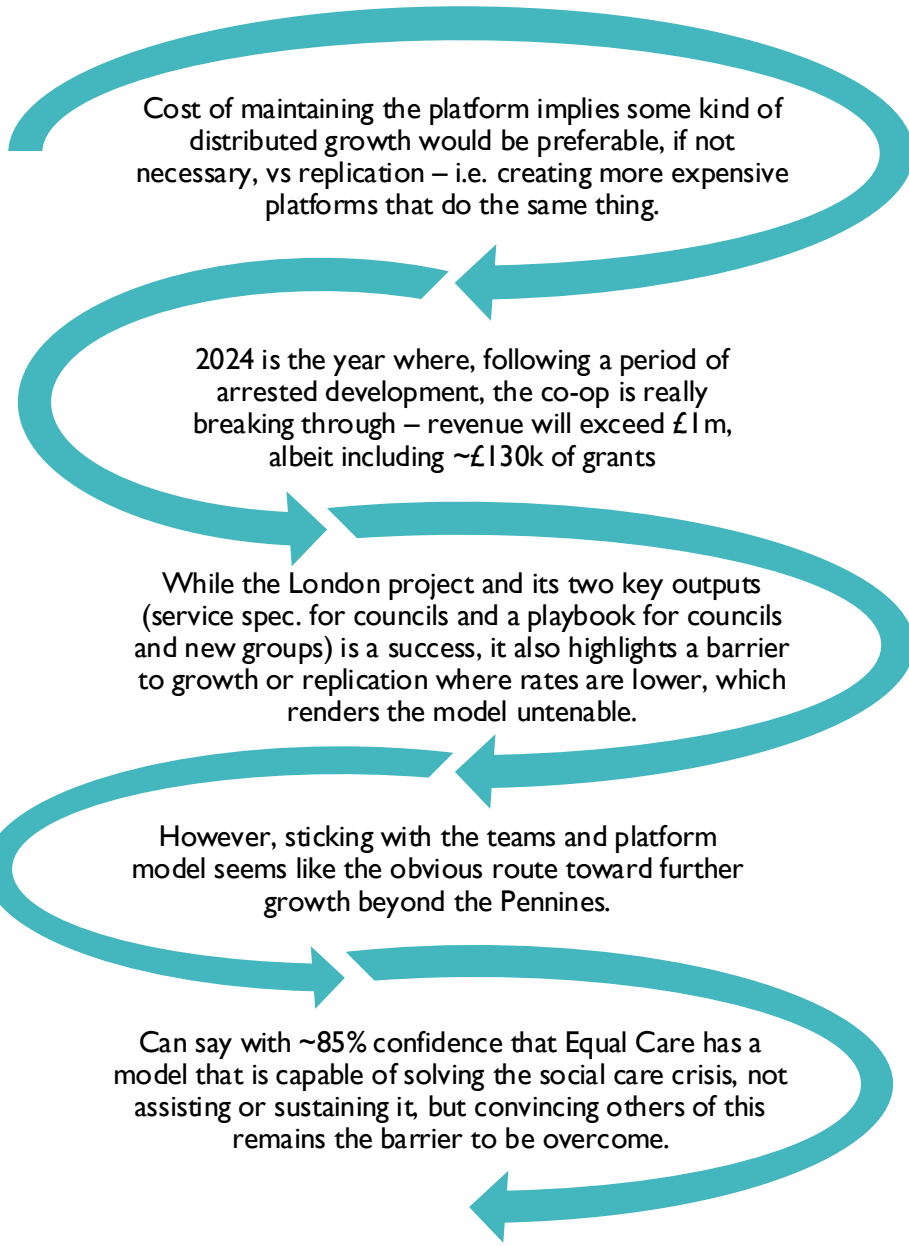 Cost of maintaining the platform implies some kind of
distributed growth would be preferable, if not
necessary, vs replication – i.e. creating more expensive
platforms that do the same thing.
2024 is the year where, following a period of
arrested development, the co-op is really
breaking through – revenue will exceed £1m,
albeit including ~£130k of grants
While the London project and its two key outputs
(service spec. for councils and a playbook for councils
and new groups) is a success, it also highlights a barrier
to growth or replication where rates are lower, which
renders the model untenable.
However, sticking with the teams and platform
model seems like the obvious route toward further
growth beyond the Pennines.
Can say with ~85% confidence that Equal Care has a
model that is capable of solving the social care crisis, not
assisting or sustaining it, but convincing others of this
remains the barrier to be overcome.